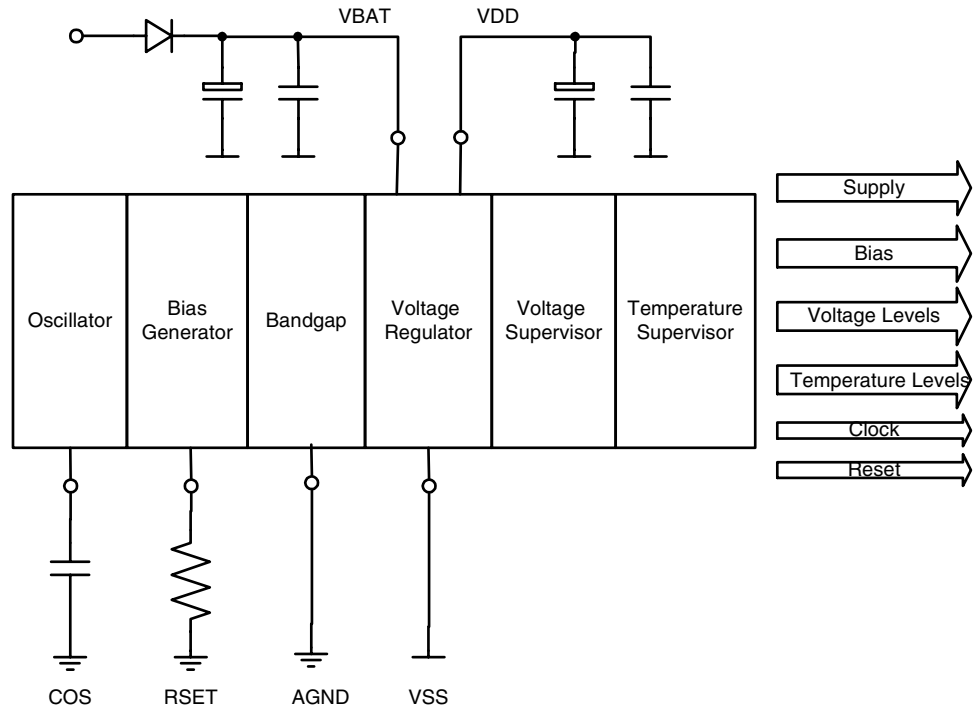 VBAT
VDD
Oscillator
Bias
Generator
Bandgap
Voltage
Regulator
Voltage
Supervisor
Temperature
Supervisor
Supply
Bias
Voltage Levels
Temperature Levels
Clock
Reset
COS
RSET
AGND
VSS